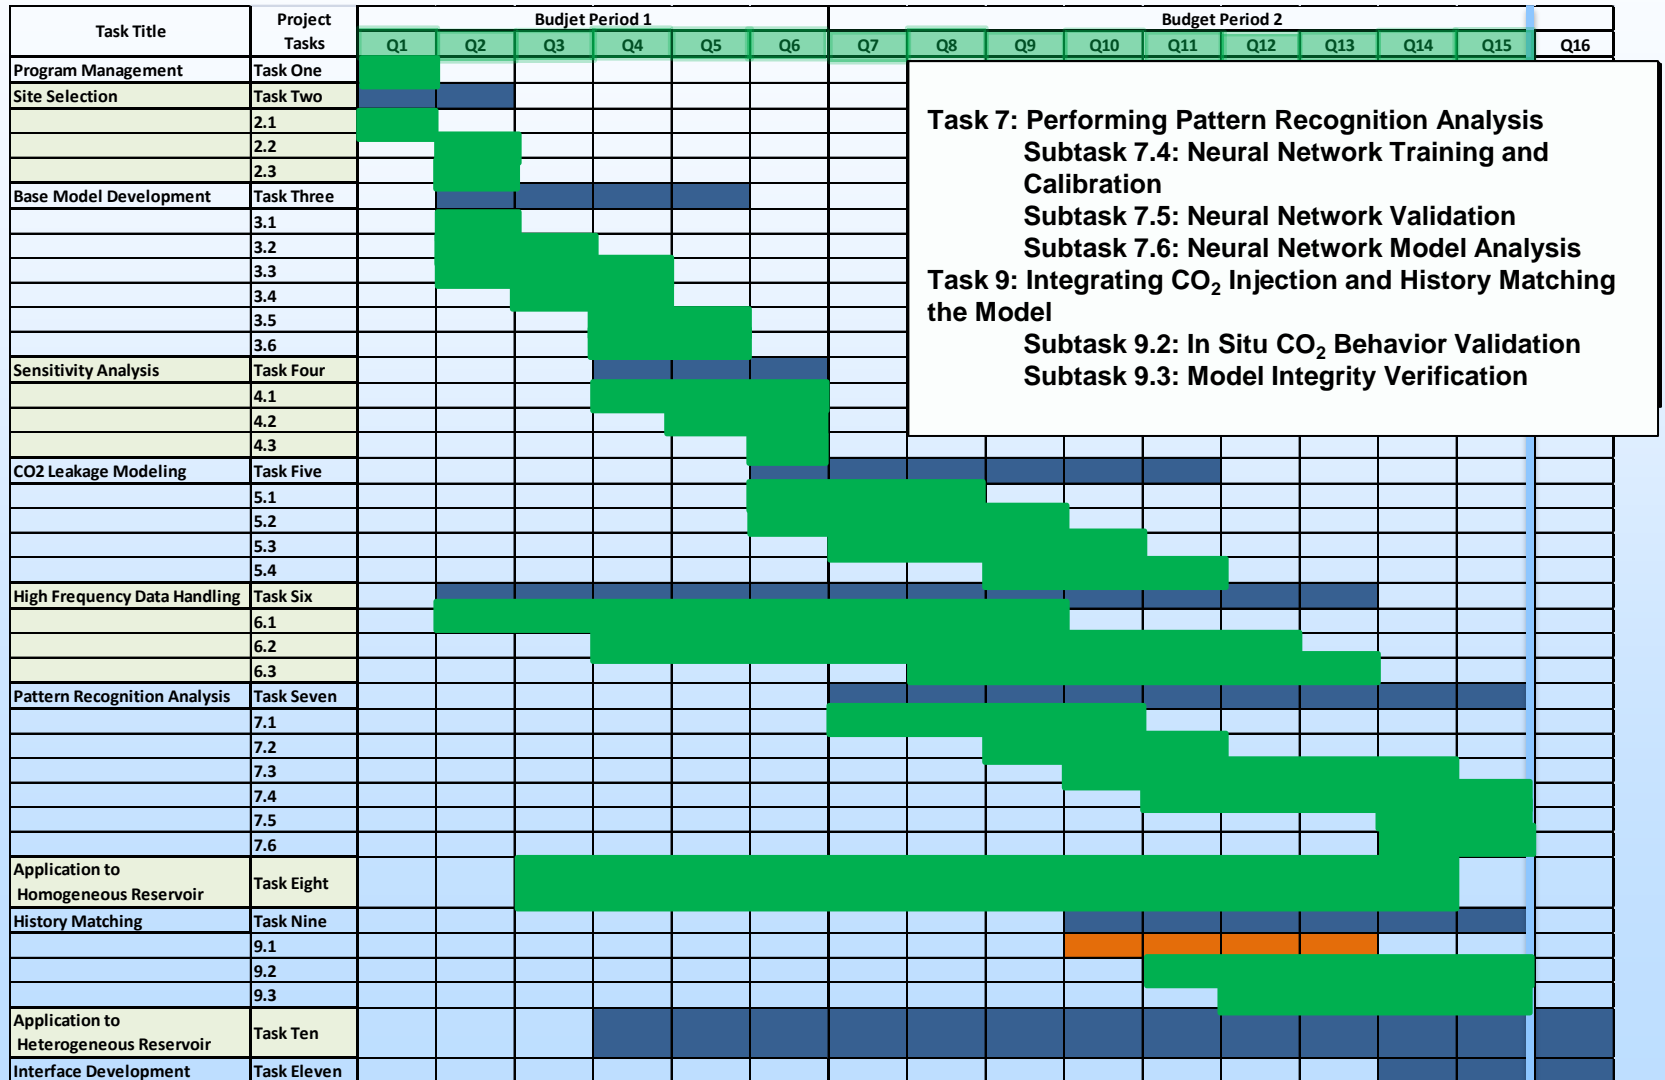 Task Title Project Tasks Budjet Period 1 Budget Period 2
Q1 Q2 Q3 Q4 Q5 Q6 Q7 Q8 Q9 Q10 Q11 Q12 Q13 Q14 Q15 Q16
Program Management Task One
Site Selection Task Two
2.1
2.2
2.3
Base Model Development Task Three
3.1
3.2
3.3
3.4
3.5
3.6
Sensitivity Analysis Task Four
4.1
4.2
4.3
CO2 Leakage Modeling Task Five
5.1
5.2
5.3
5.4
High Frequency Data Handling Task Six
6.1
6.2
6.3
Pattern Recognition Analysis Task Seven
7.1
7.2
7.3
7.4
7.5
7.6
Application to
Homogeneous Reservoir Task Eight
History Matching Task Nine
9.1
9.2
9.3
Application to
Heterogeneous Reservoir Task Ten
Interface Development Task Eleven
Task 7: Performing Pattern Recognition Analysis
Subtask 7.4: Neural Network Training and
Calibration
Subtask 7.5: Neural Network Validation
Subtask 7.6: Neural Network Model Analysis
Task 9: Integrating CO₂ Injection and History Matching
the Model
Subtask 9.2: In Situ CO₂ Behavior Validation
Subtask 9.3: Model Integrity Verification